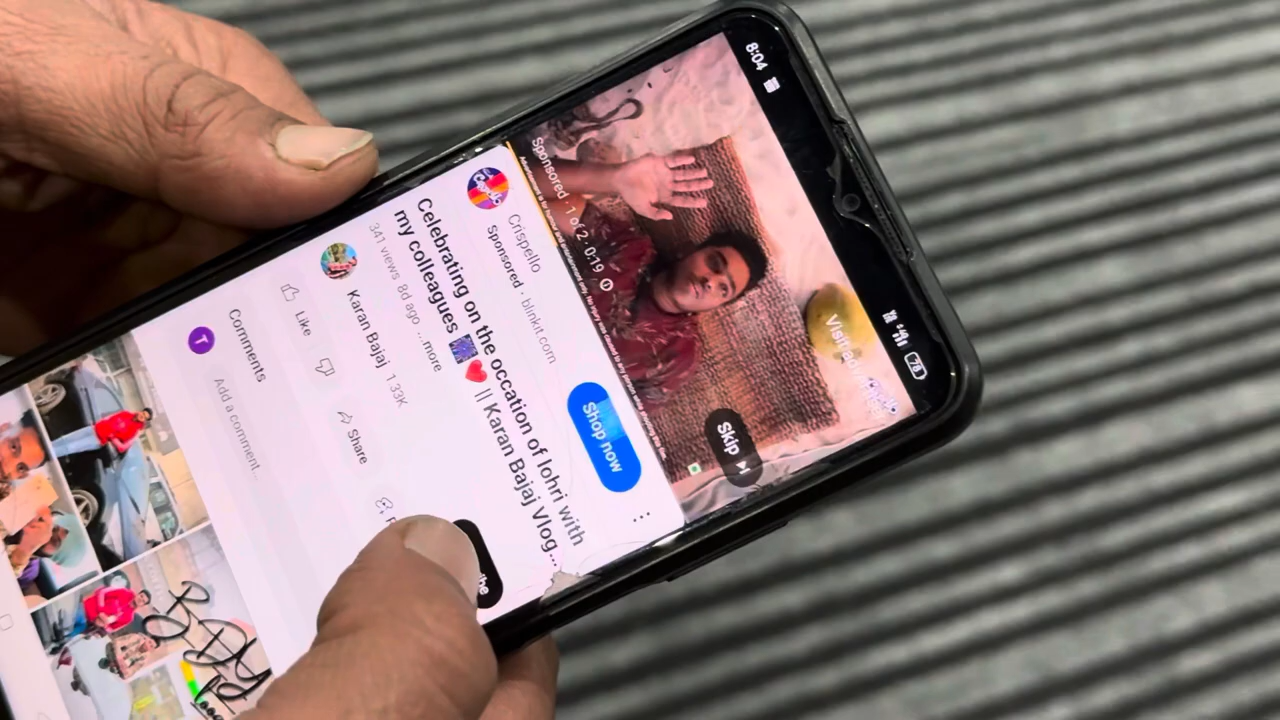 8:04
78
Sponsored · 1 of 2 · 0:19
Skip
Crispello
Sponsored · blinkit.com
Shop now
Celebrating on the occation of lohri with
my colleagues 🎆❤️ || Karan Bajaj Vlog...
341 views 8d ago ...more
Karan Bajaj 1.33K
Like
Share
Comments
T
Add a comment...